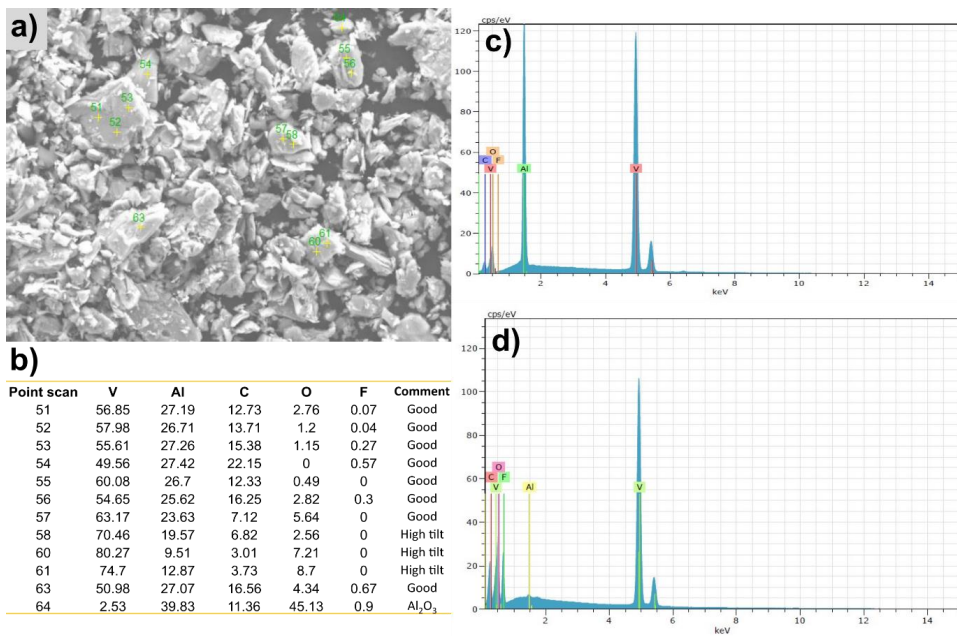 a)
64
55
56
54
53
51
52
57
58
63
61
60
b)
Point scan V Al C O F Comment
51 56.85 27.19 12.73 2.76 0.07 Good
52 57.98 26.71 13.71 1.2 0.04 Good
53 55.61 27.26 15.38 1.15 0.27 Good
54 49.56 27.42 22.15 0 0.57 Good
55 60.08 26.7 12.33 0.49 0 Good
56 54.65 25.62 16.25 2.82 0.3 Good
57 63.17 23.63 7.12 5.64 0 Good
58 70.46 19.57 6.82 2.56 0 High tilt
60 80.27 9.51 3.01 7.21 0 High tilt
61 74.7 12.87 3.73 8.7 0 High tilt
63 50.98 27.07 16.56 4.34 0.67 Good
64 2.53 39.83 11.36 45.13 0.9 Al₂O₃
c)
cps/eV
120
100
80
60
40
20
0
O
C F
V Al V
2 4 6 8 10 12 14
keV
d)
cps/eV
120
100
80
60
40
20
0
O
C F
V Al V
2 4 6 8 10 12 14
keV